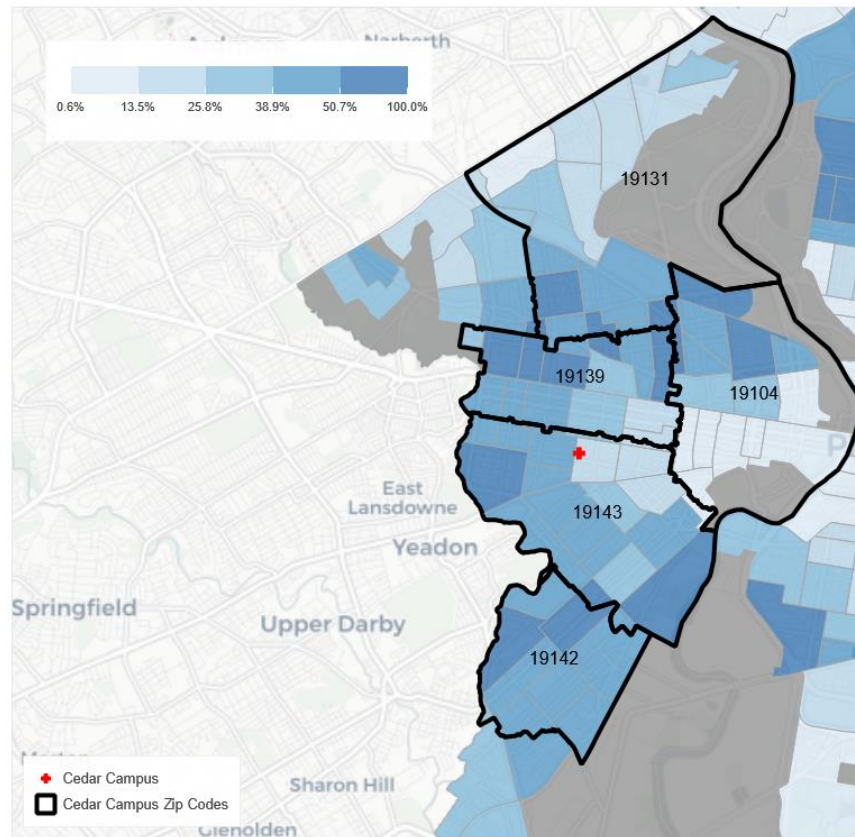 Narberth
0.6% 13.5% 25.8% 38.9% 50.7% 100.0%
19131
19139
19104
East
Lansdowne
19143
Yeadon
Springfield
Upper Darby
19142
Cedar Campus
Sharon Hill
Cedar Campus Zip Codes
Glenolden